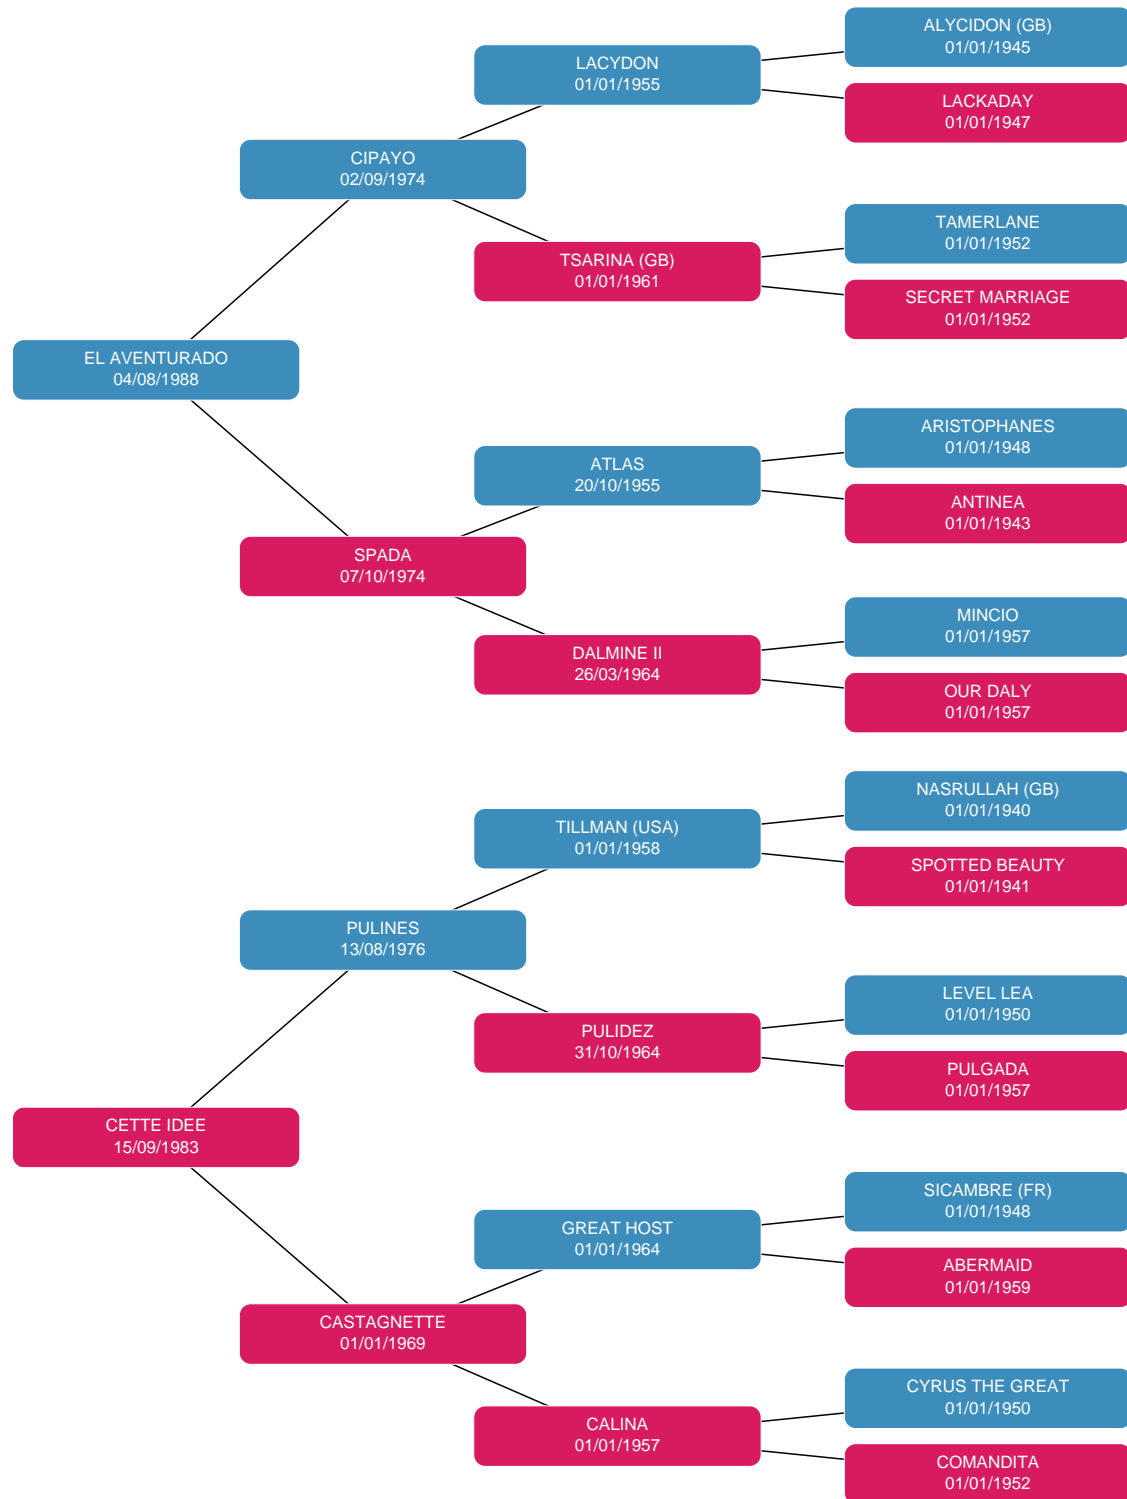 ALYCIDON (GB)
01/01/1945
LACYDON
01/01/1955
LACKADAY
01/01/1947
CIPAYO
02/09/1974
TAMERLANE
01/01/1952
TSARINA (GB)
01/01/1961
SECRET MARRIAGE
01/01/1952
EL AVENTURADO
04/08/1988
ARISTOPHANES
01/01/1948
ATLAS
20/10/1955
ANTINEA
01/01/1943
SPADA
07/10/1974
MINCIO
01/01/1957
DALMINE II
26/03/1964
OUR DALY
01/01/1957
NASRULLAH (GB)
01/01/1940
TILLMAN (USA)
01/01/1958
SPOTTED BEAUTY
01/01/1941
PULINES
13/08/1976
LEVEL LEA
01/01/1950
PULIDEZ
31/10/1964
PULGADA
01/01/1957
CETTE IDEE
15/09/1983
SICAMBRE (FR)
01/01/1948
GREAT HOST
01/01/1964
ABERMAID
01/01/1959
CASTAGNETTE
01/01/1969
CYRUS THE GREAT
01/01/1950
CALINA
01/01/1957
COMANDITA
01/01/1952